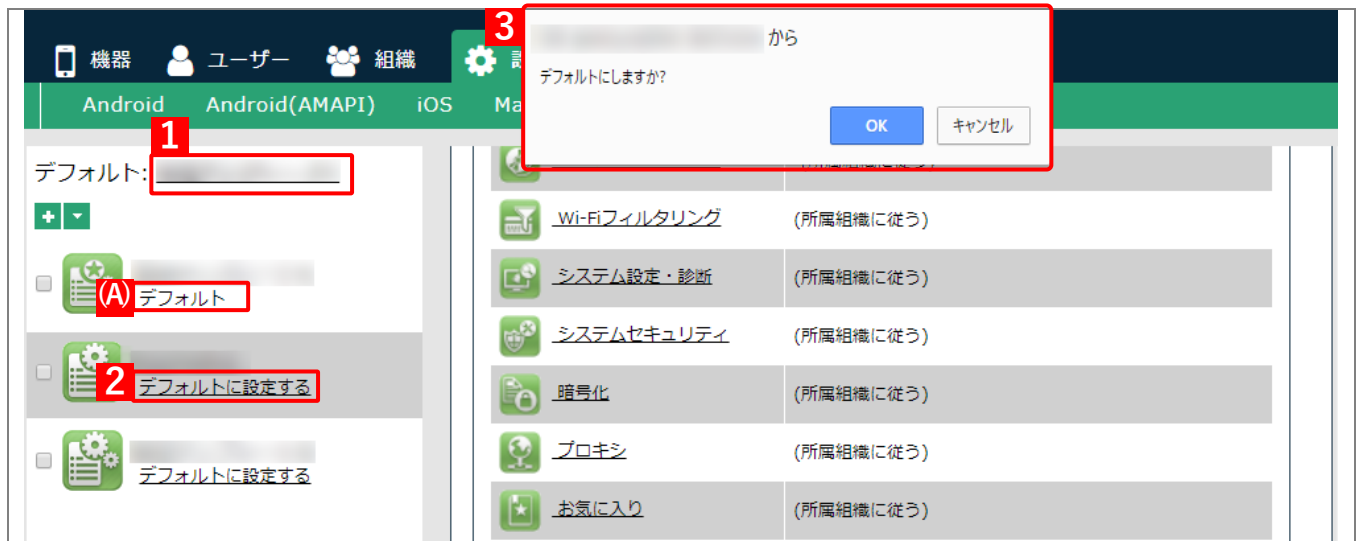 3
から
デフォルトにしますか?
OK キャンセル
機器 ユーザー 組織
Android Android(AMAPI) iOS Ma
1
デフォルト:
(A) デフォルト
2 デフォルトに設定する
デフォルトに設定する
(所属組織に従う)
Wi-Fiフィルタリング (所属組織に従う)
システム設定・診断 (所属組織に従う)
システムセキュリティ (所属組織に従う)
暗号化 (所属組織に従う)
プロキシ (所属組織に従う)
お気に入り (所属組織に従う)